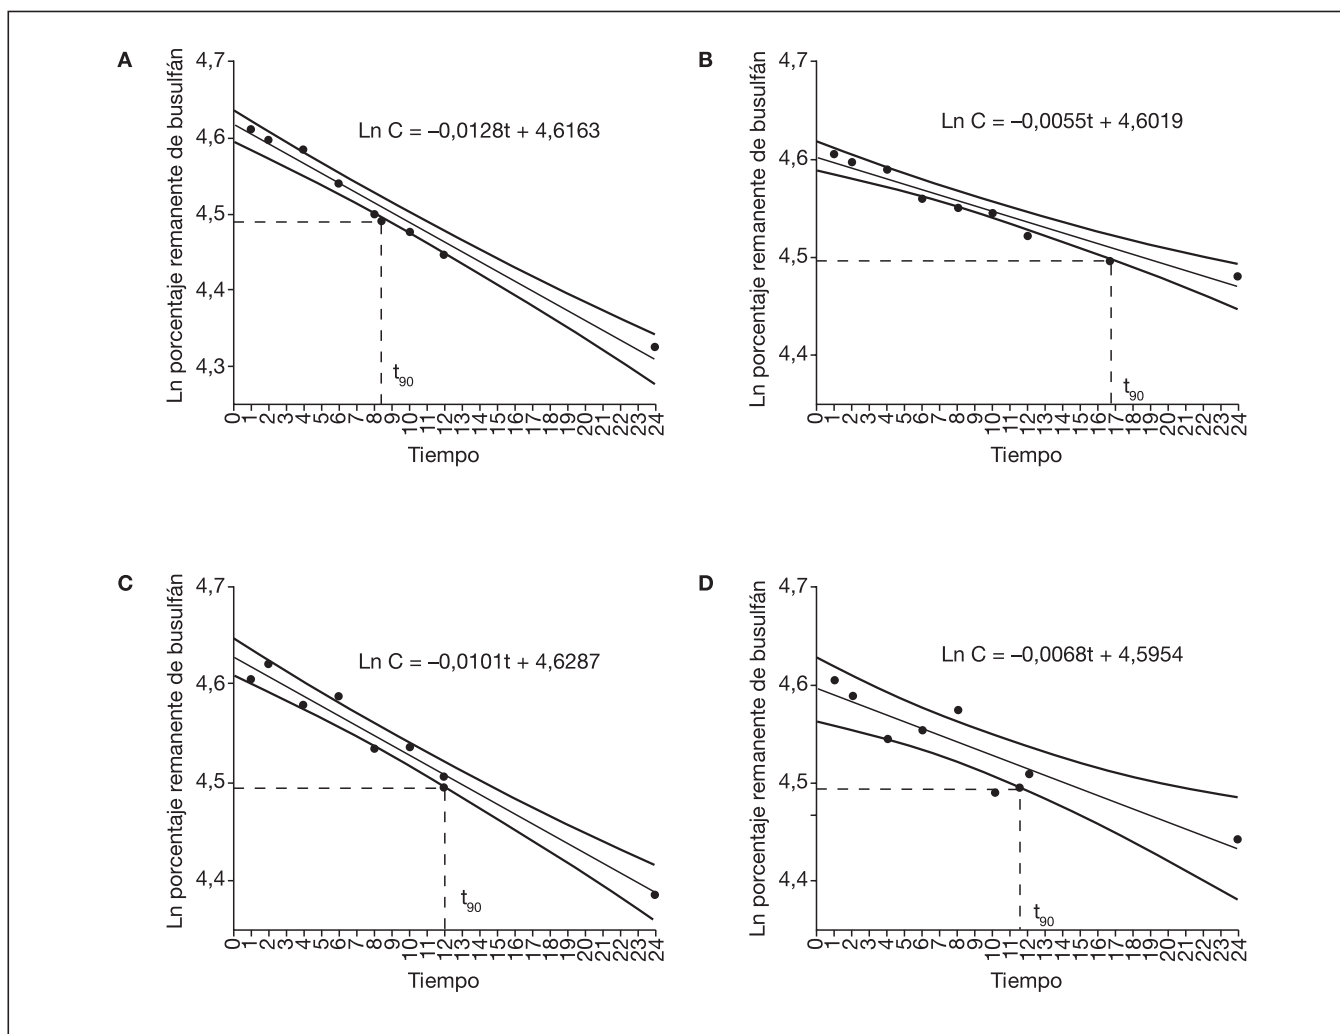 A
Ln porcentaje remanente de busulfán
4,7
4,6
4,5
4,4
4,3
Ln C = –0,0128t + 4,6163
t90
0 1 2 3 4 5 6 7 8 9 10 11 12 13 14 15 16 17 18 19 20 21 22 23 24
Tiempo
B
Ln porcentaje remanente de busulfán
4,7
4,6
4,5
4,4
Ln C = –0,0055t + 4,6019
t90
0 1 2 3 4 5 6 7 8 9 10 11 12 13 14 15 16 17 18 19 20 21 22 23 24
Tiempo
C
Ln porcentaje remanente de busulfán
4,7
4,6
4,5
4,4
Ln C = –0,0101t + 4,6287
t90
0 1 2 3 4 5 6 7 8 9 10 11 12 13 14 15 16 17 18 19 20 21 22 23 24
Tiempo
D
Ln porcentaje remanente de busulfán
4,7
4,6
4,5
4,4
Ln C = –0,0068t + 4,5954
t90
0 1 2 3 4 5 6 7 8 9 10 11 12 13 14 15 16 17 18 19 20 21 22 23 24
Tiempo